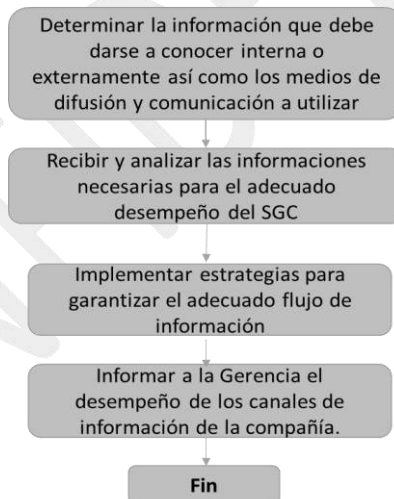 Determinar la información que debe
darse a conocer interna o
externamente así como los medios de
difusión y comunicación a utilizar
Recibir y analizar las informaciones
necesarias para el adecuado
desempeño del SGC
Implementar estrategias para
garantizar el adecuado flujo de
información
Informar a la Gerencia el
desempeño de los canales de
información de la compañía.
Fin